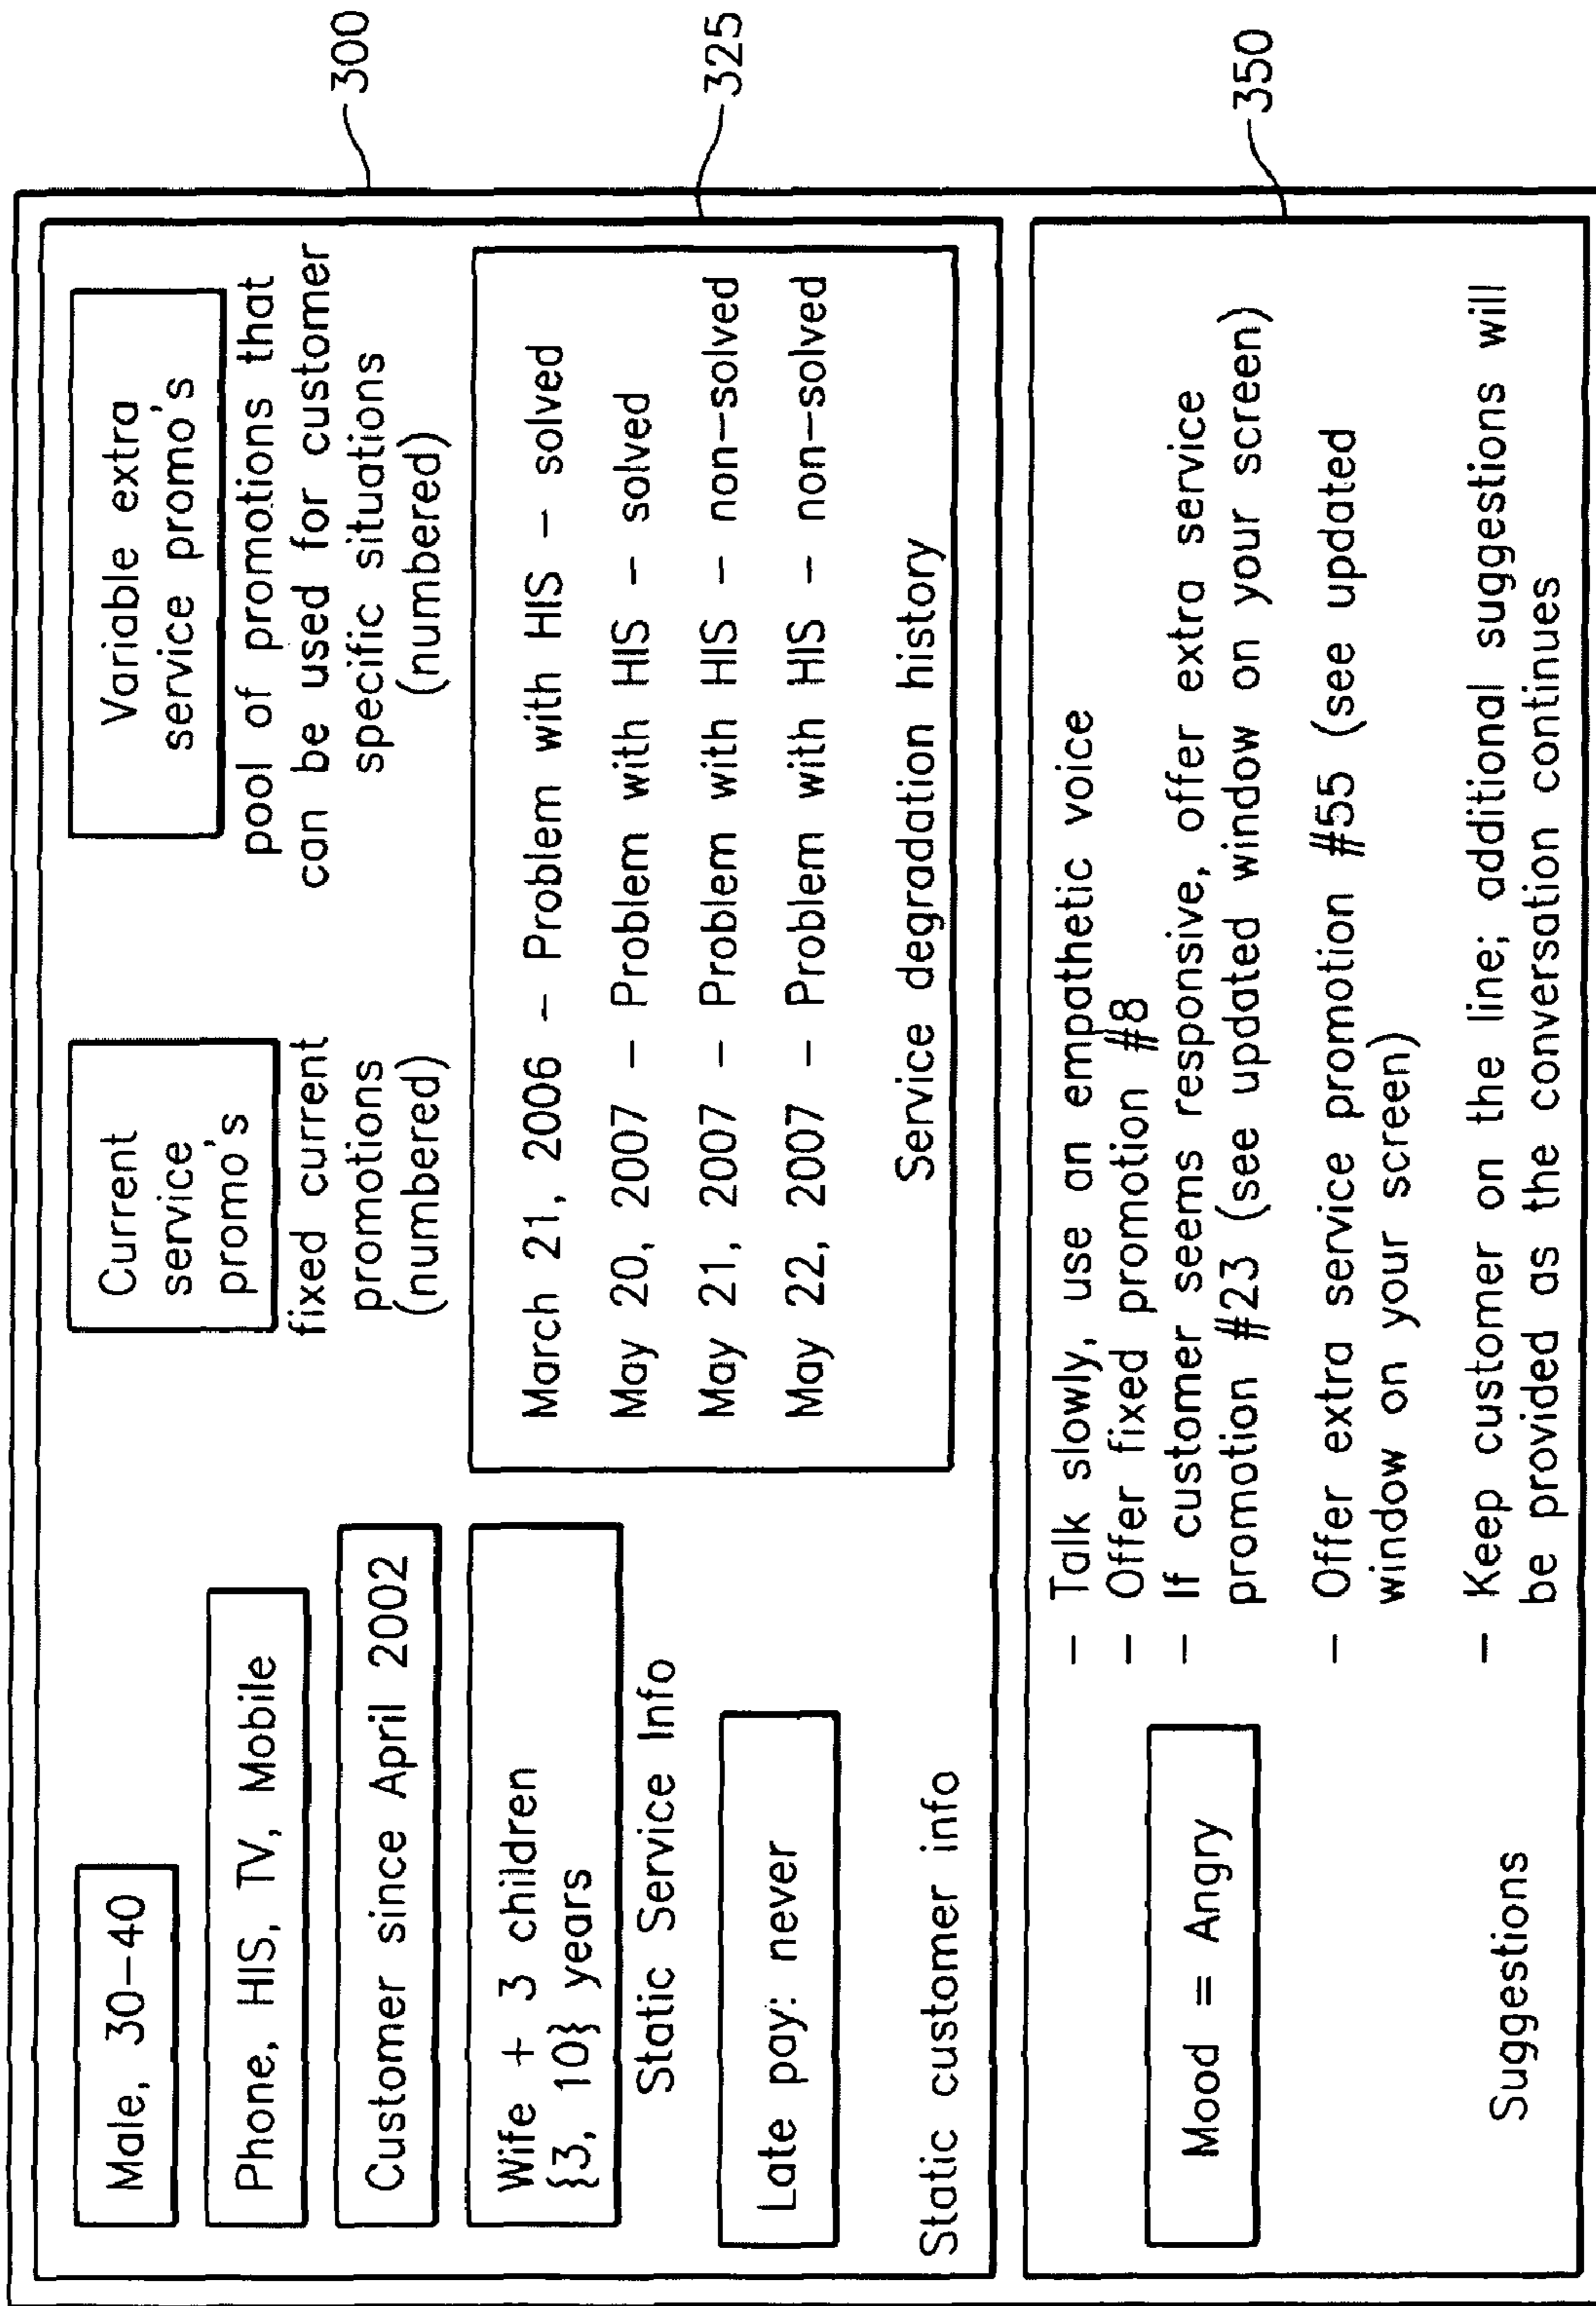 Male, 30-40
Phone, HIS, TV, Mobile
Customer since April 2002
Wife + 3 children
{3, 10} years
Static Service Info
Late pay: never
Static customer info
Current
service
promo's
fixed current
promotions
(numbered)
Variable extra
service promo's
pool of promotions that
can be used for customer
specific situations
(numbered)
March 21, 2006 - Problem with HIS - solved
May 20, 2007 - Problem with HIS - solved
May 21, 2007 - Problem with HIS - non-solved
May 22, 2007 - Problem with HIS - non-solved
Service degradation history
300
325
Mood = Angry
Suggestions
- Talk slowly, use an empathetic voice
- Offer fixed promotion #8
- If customer seems responsive, offer extra service
promotion #23 (see updated window on your screen)
- Offer extra service promotion #55 (see updated
window on your screen)
- Keep customer on the line; additional suggestions will
be provided as the conversation continues
350